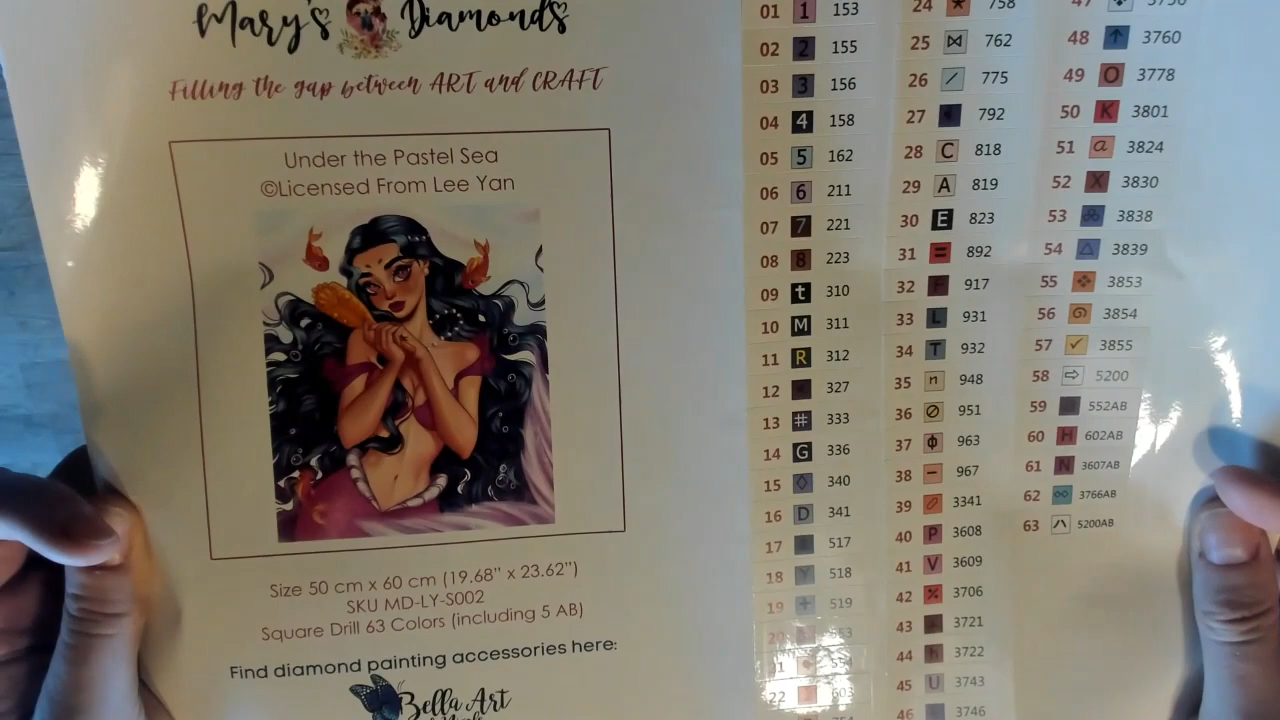 Mary's Diamonds
Filling the gap between ART and CRAFT
Under the Pastel Sea
©Licensed From Lee Yan
Size 50 cm x 60 cm (19.68" x 23.62")
SKU MD-LY-S002
Square Drill 63 Colors (including 5 AB)
Find diamond painting accessories here:
Bella Art
01 1 153
02 2 155
03 3 156
04 4 158
05 5 162
06 6 211
07 7 221
08 8 223
09 t 310
10 M 311
11 R 312
12 327
13 # 333
14 G 336
15 ◊ 340
16 D 341
17 517
18 Y 518
19 + 519
20
554
22 603
24 * 758
25 ⋈ 762
26 / 775
27 792
28 C 818
29 A 819
30 E 823
31 = 892
32 F 917
33 L 931
34 T 932
35 n 948
36 ⊘ 951
37 ϕ 963
38 – 967
39 3341
40 P 3608
41 V 3609
42 % 3706
43 3721
44 h 3722
45 U 3743
46 3746
47 3756
48 ↑ 3760
49 O 3778
50 K 3801
51 a 3824
52 X 3830
53 3838
54 △ 3839
55 3853
56 3854
57 ✓ 3855
58 ⇨ 5200
59 552AB
60 H 602AB
61 N 3607AB
62 ∞ 3766AB
63 /\ 5200AB